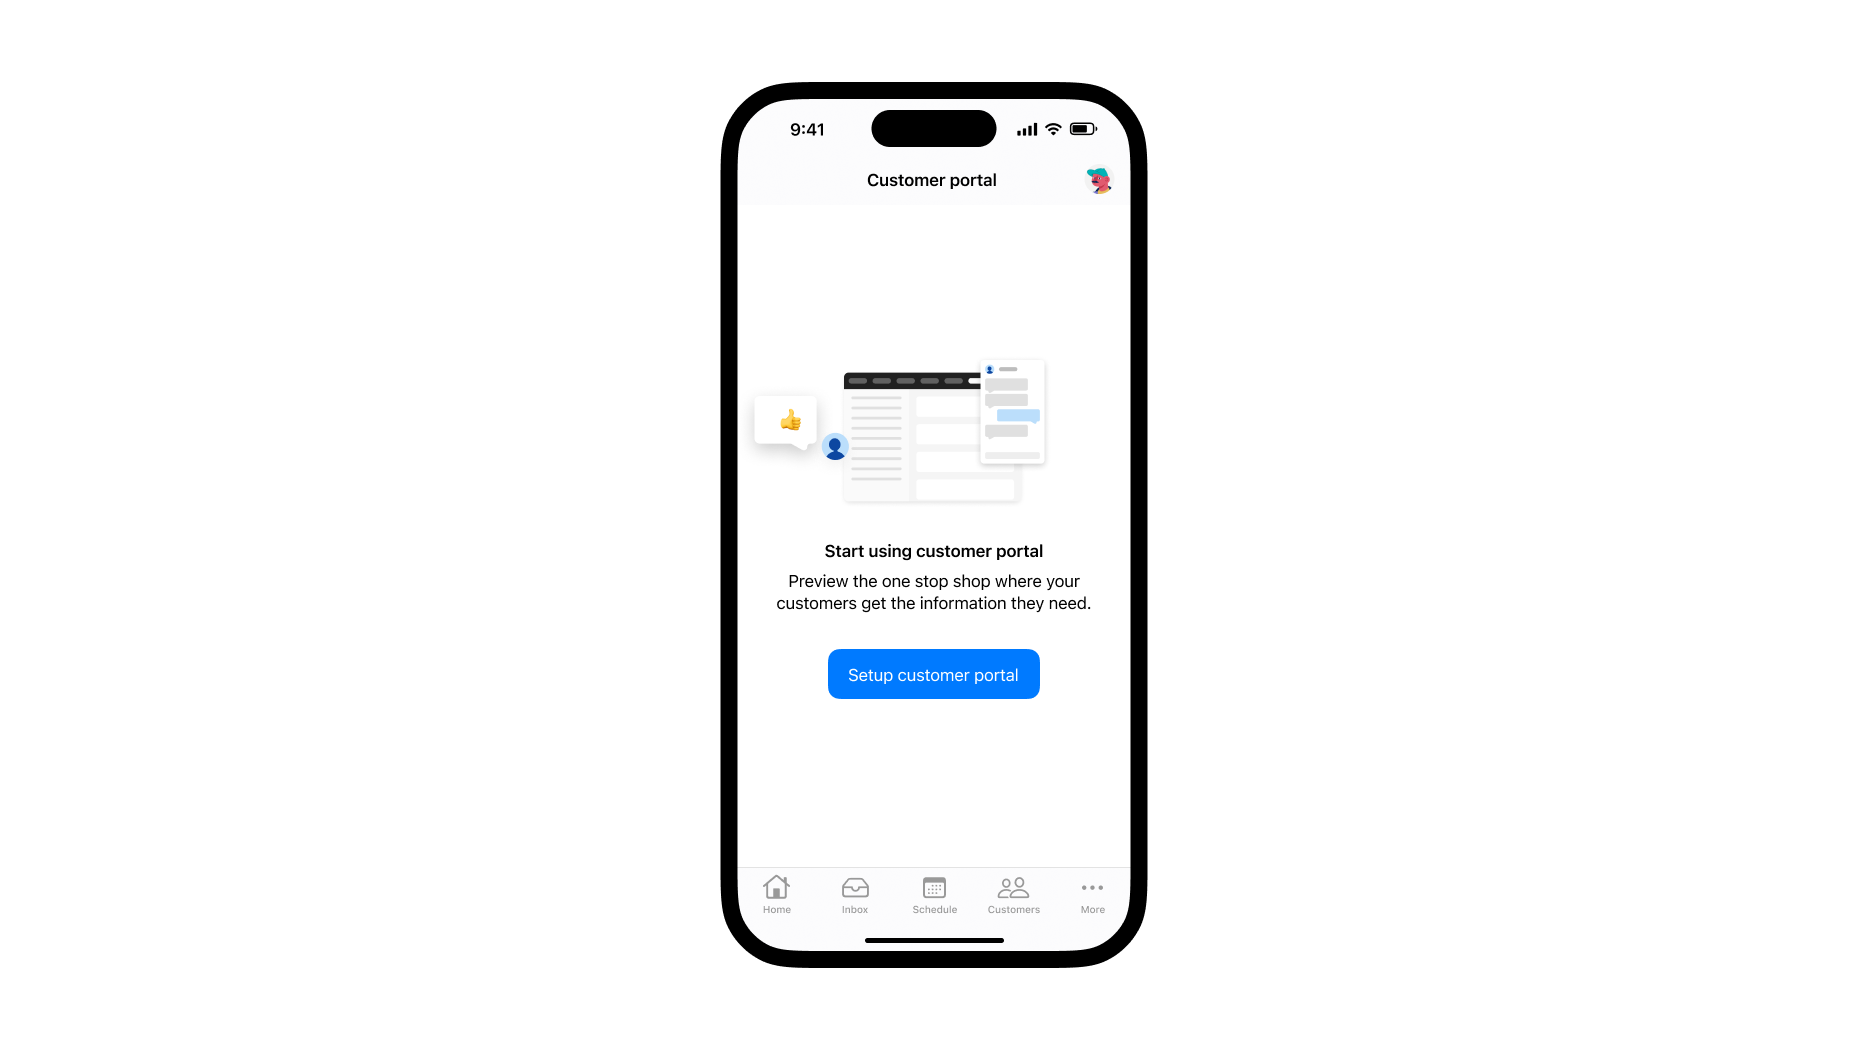 9:41
Customer portal
Start using customer portal
Preview the one stop shop where your
customers get the information they need.
Setup customer portal
Home
Inbox
Schedule
Customers
More